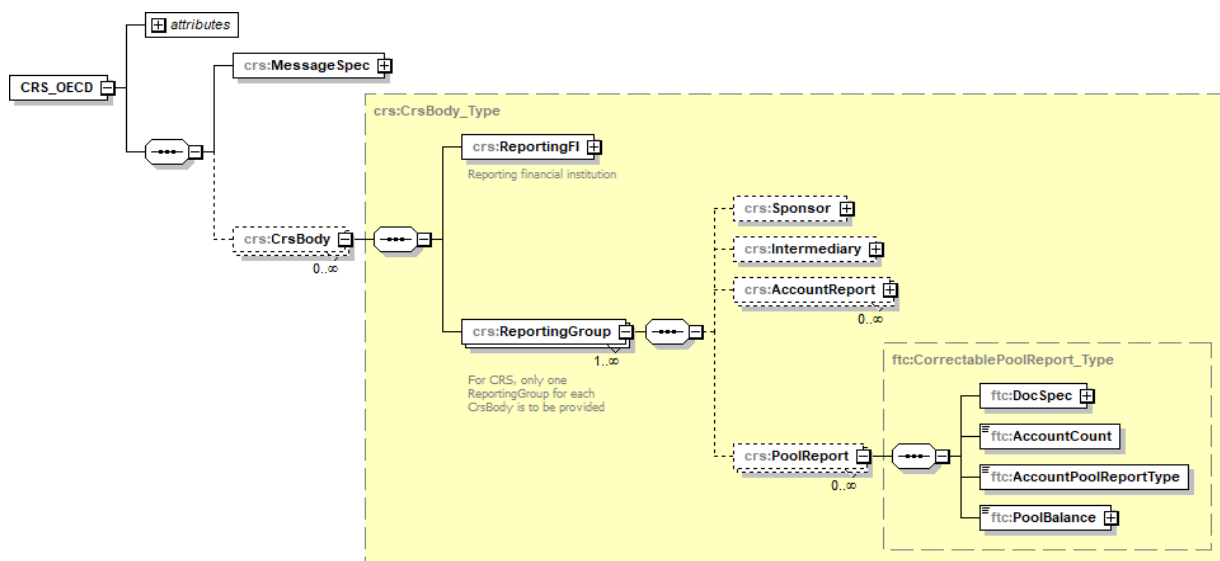 attributes
crs:MessageSpec
CRS_OECD
crs:CrsBody_Type
crs:ReportingFI
Reporting financial institution
crs:Sponsor
crs:CrsBody
0..∞
crs:Intermediary
crs:AccountReport
0..∞
crs:ReportingGroup
1..∞
For CRS, only one
ReportingGroup for each
CrsBody is to be provided
ftc:CorrectablePoolReport_Type
ftc:DocSpec
ftc:AccountCount
crs:PoolReport
0..∞
ftc:AccountPoolReportType
ftc:PoolBalance